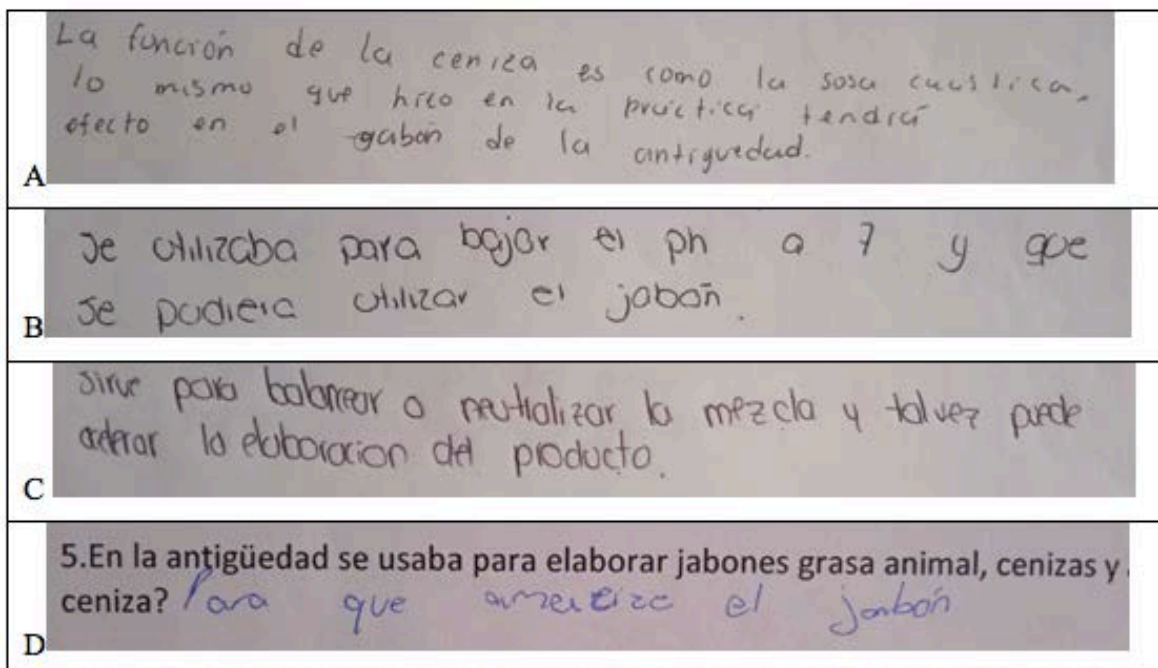 La función de la ceniza es como la sosa caustica,
lo mismo que hizo en la práctica tendrá
efecto en el gabón de la antiguedad.
A
Se utilizaba para bajar el ph a 7 y que
se pudiera utilizar el jabón.
B
Sirve para balancear o neutralizar la mezcla y talvez puede
la elaboracion del producto.
C
5.En la antigüedad se usaba para elaborar jabones grasa animal, cenizas y
ceniza? Para que el jabón
D